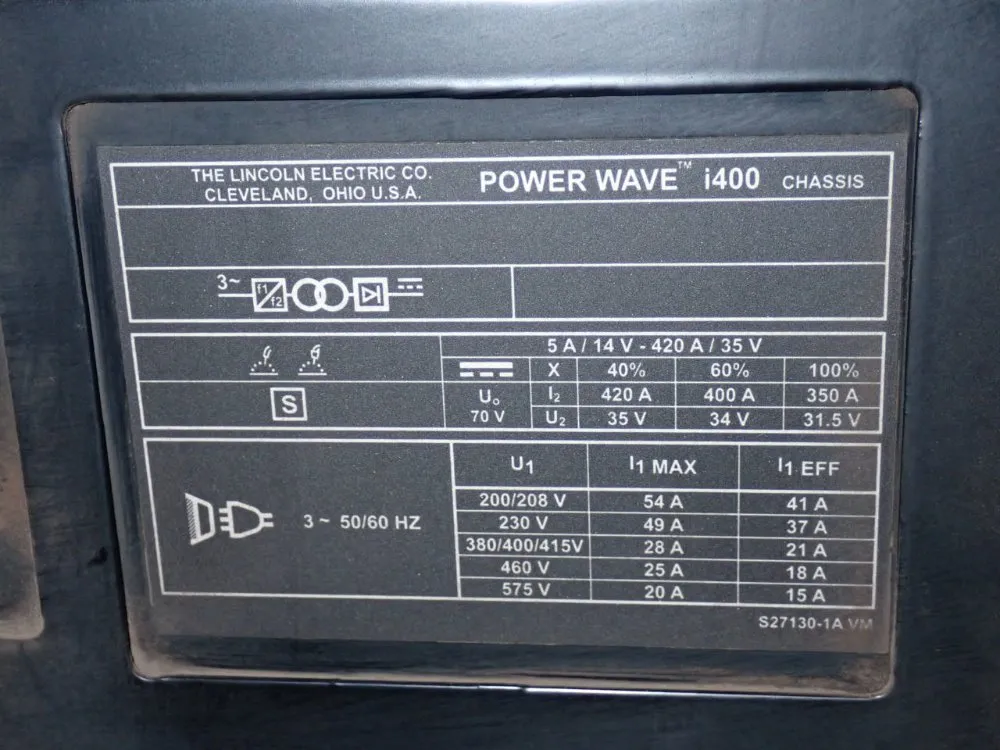 THE LINCOLN ELECTRIC CO.
CLEVELAND, OHIO U.S.A.
POWER WAVE™ i400 CHASSIS
3~ f1 f2
5 A / 14 V - 420 A / 35 V
X 40% 60% 100%
U₀ 70 V
I₂ 420 A 400 A 350 A
U₂ 35 V 34 V 31.5 V
S
3 ~ 50/60 HZ
U₁ I₁ MAX I₁ EFF
200/208 V 54 A 41 A
230 V 49 A 37 A
380/400/415V 28 A 21 A
460 V 25 A 18 A
575 V 20 A 15 A
S27130-1A VM